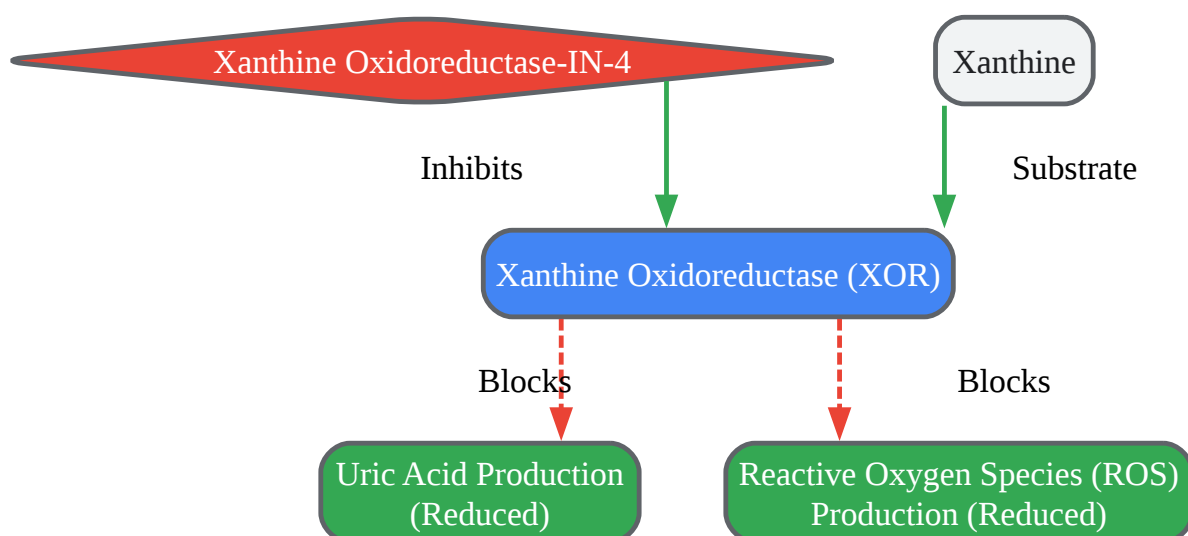 Xanthine Oxidoreductase-IN-4
Xanthine
Inhibits
Substrate
Xanthine Oxidoreductase (XOR)
Blocks
Blocks
Uric Acid Production
(Reduced)
Reactive Oxygen Species (ROS)
Production (Reduced)